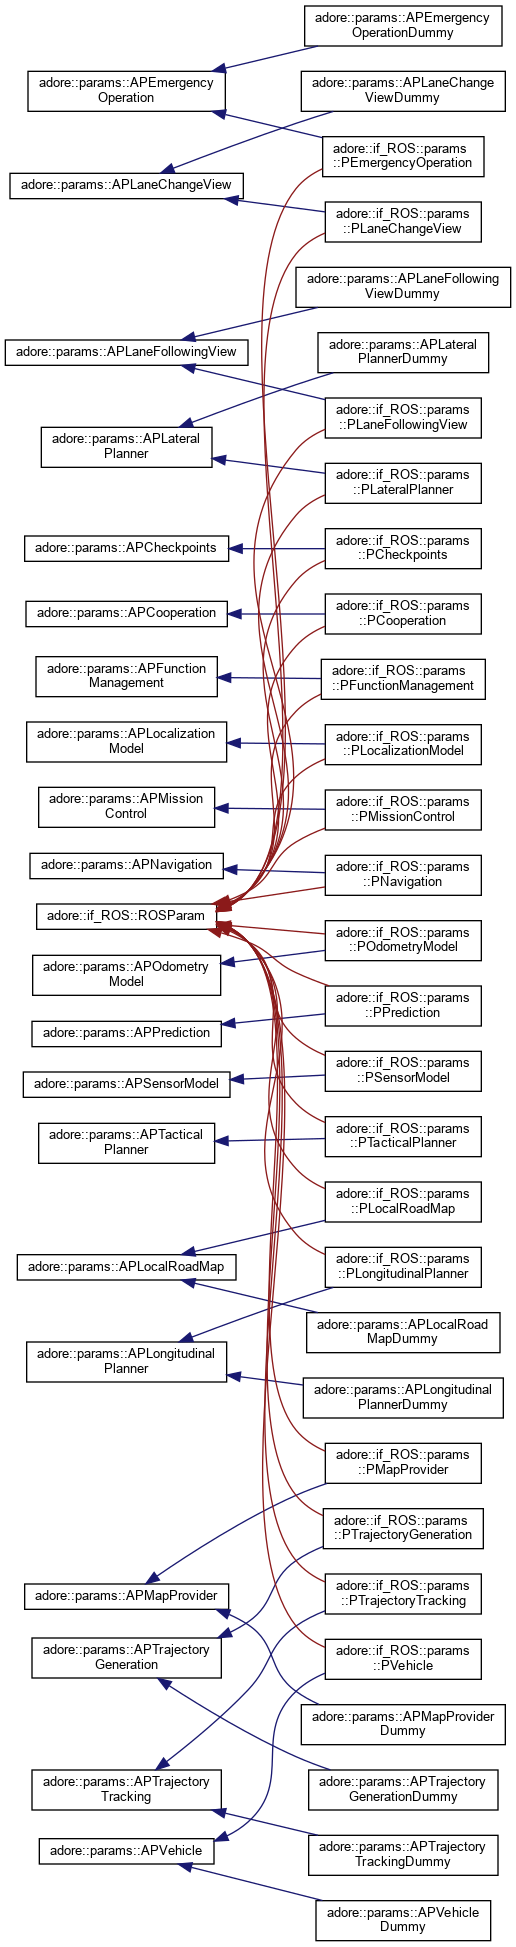 adore::params::APEmergency
OperationDummy
adore::params::APEmergency
Operation
adore::params::APLaneChange
ViewDummy
adore::if_ROS::params
::PEmergencyOperation
adore::params::APLaneChangeView
adore::if_ROS::params
::PLaneChangeView
adore::params::APLaneFollowing
ViewDummy
adore::params::APLaneFollowingView
adore::params::APLateral
PlannerDummy
adore::if_ROS::params
::PLaneFollowingView
adore::params::APLateral
Planner
adore::if_ROS::params
::PLateralPlanner
adore::params::APCheckpoints
adore::if_ROS::params
::PCheckpoints
adore::params::APCooperation
adore::if_ROS::params
::PCooperation
adore::params::APFunction
Management
adore::if_ROS::params
::PFunctionManagement
adore::params::APLocalization
Model
adore::if_ROS::params
::PLocalizationModel
adore::params::APMission
Control
adore::if_ROS::params
::PMissionControl
adore::params::APNavigation
adore::if_ROS::params
::PNavigation
adore::if_ROS::ROSParam
adore::if_ROS::params
::POdometryModel
adore::params::APOdometry
Model
adore::if_ROS::params
::PPrediction
adore::params::APPrediction
adore::if_ROS::params
::PSensorModel
adore::params::APSensorModel
adore::if_ROS::params
::PTacticalPlanner
adore::params::APTactical
Planner
adore::if_ROS::params
::PLocalRoadMap
adore::params::APLocalRoadMap
adore::if_ROS::params
::PLongitudinalPlanner
adore::params::APLocalRoad
MapDummy
adore::params::APLongitudinal
Planner
adore::params::APLongitudinal
PlannerDummy
adore::if_ROS::params
::PMapProvider
adore::if_ROS::params
::PTrajectoryGeneration
adore::params::APMapProvider
adore::if_ROS::params
::PTrajectoryTracking
adore::params::APTrajectory
Generation
adore::if_ROS::params
::PVehicle
adore::params::APMapProvider
Dummy
adore::params::APTrajectory
GenerationDummy
adore::params::APTrajectory
Tracking
adore::params::APTrajectory
TrackingDummy
adore::params::APVehicle
adore::params::APVehicle
Dummy